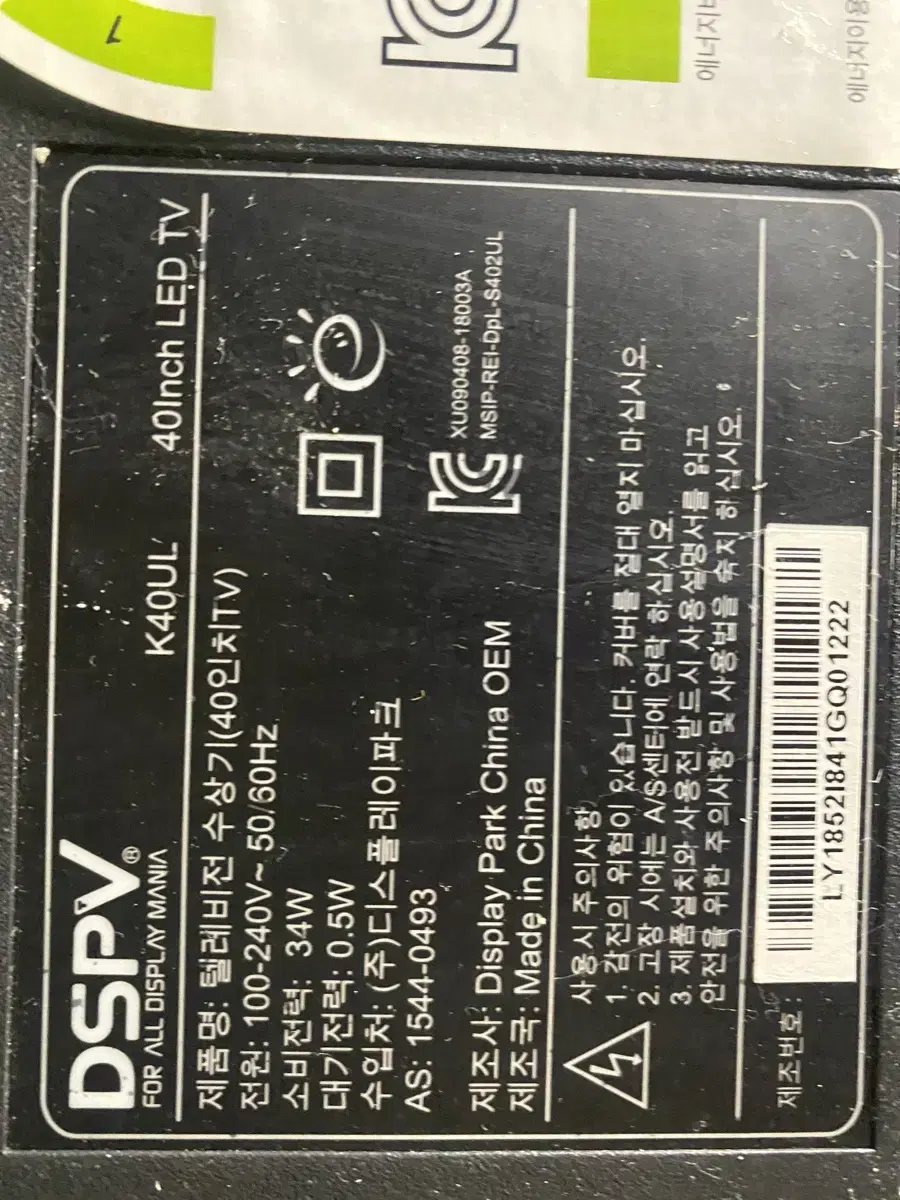 1
에너지이용
DSPV®
FOR ALL DISPLAY MANIA
K40UL 40Inch LED TV
제품명: 텔레비전 수상기(40인치TV)
전원: 100-240V~ 50/60Hz
소비전력: 34W
대기전력: 0.5W
수입처: (주)디스플레이파크
AS: 1544-0493
XU090408-18003A
MSIP-REI-DpL-S402UL
제조사: Display Park China OEM
제조국: Made in China
사용시 주의사항
1. 감전의 위험이 있습니다. 커버를 절대 열지 마십시오.
2. 고장 시에는 A/S센터에 연락 하십시오.
3. 제품설치와 사용전 반드시 사용설명서를 읽고
안전을 위한 주의사항 및 사용법을 숙지 하십시오.
제조번호 :
LY1852I841GQ01222